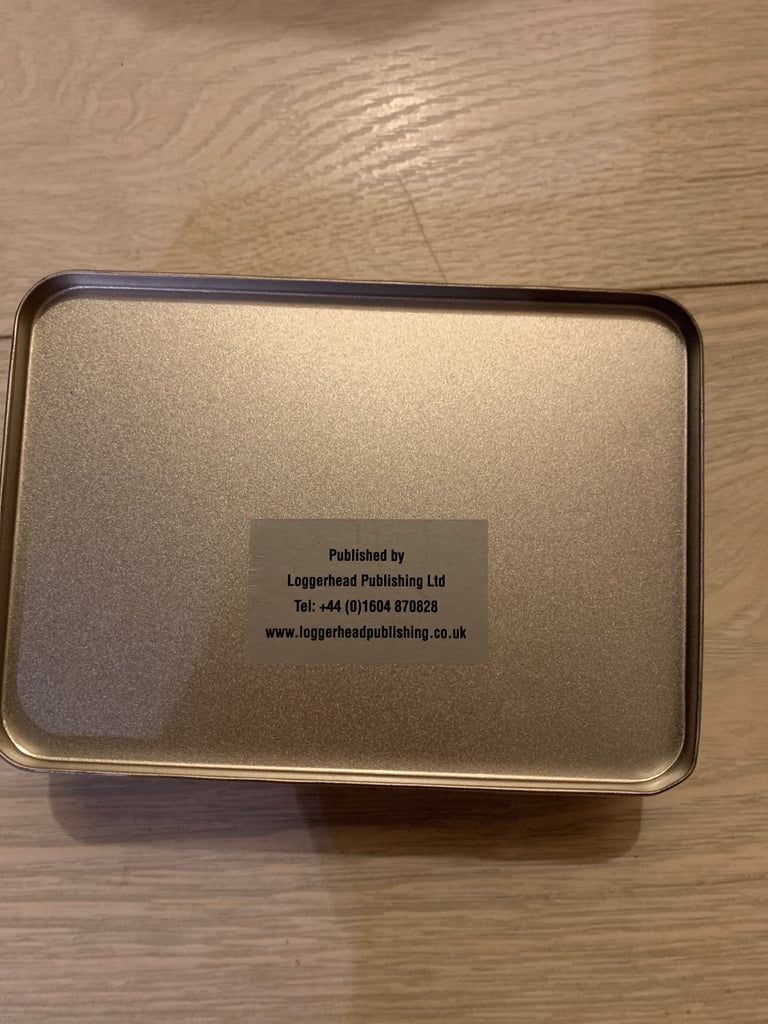 Published by
Loggerhead Publishing Ltd
Tel: +44 (0)1604 870828
www.loggerheadpublishing.co.uk